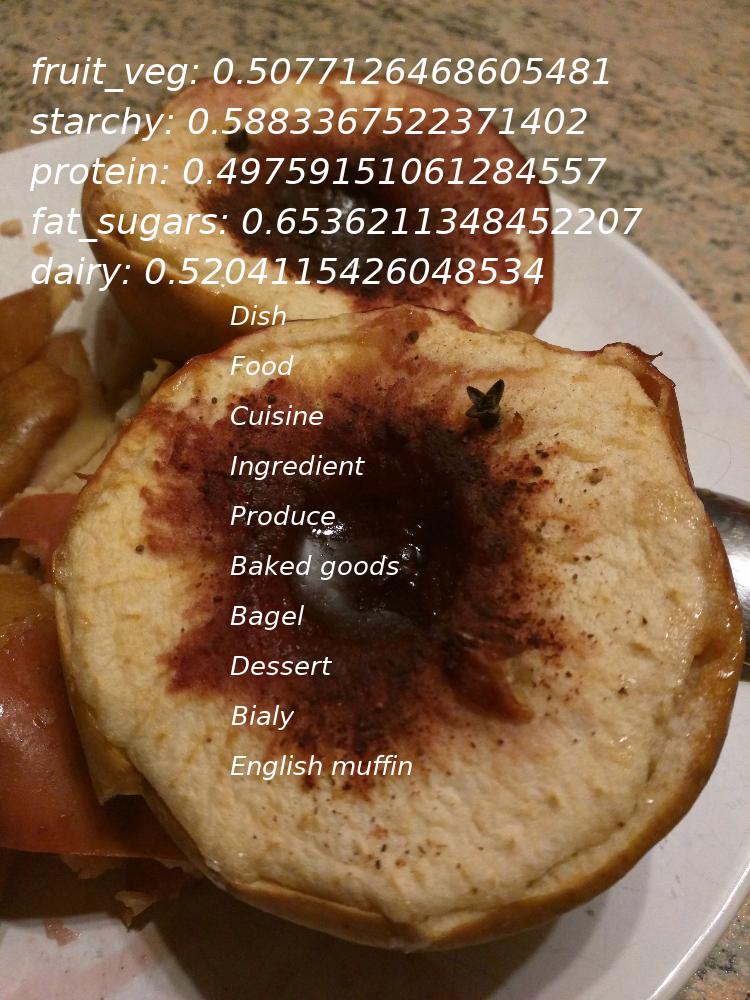 fruit_veg: 0.5077126468605481
starchy: 0.5883367522371402
protein: 0.49759151061284557
fat_sugars: 0.6536211348452207
dairy: 0.5204115426048534
Dish
Food
Cuisine
Ingredient
Produce
Baked goods
Bagel
Dessert
Bialy
English muffin